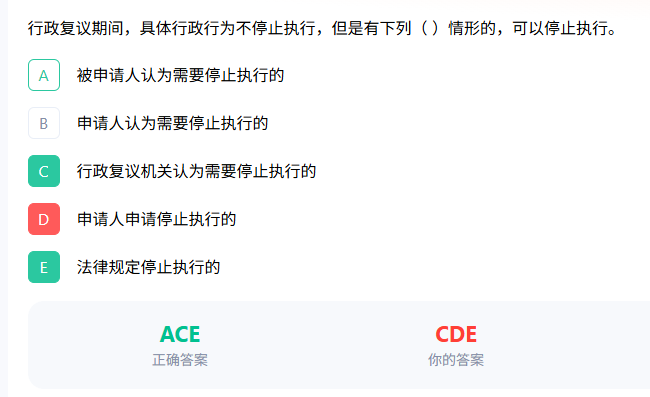 行政复议期间，具体行政行为不停止执行，但是有下列（ ）情形的，可以停止执行。
A 被申请人认为需要停止执行的
B 申请人认为需要停止执行的
C 行政复议机关认为需要停止执行的
D 申请人申请停止执行的
E 法律规定停止执行的
ACE CDE
正确答案 你的答案